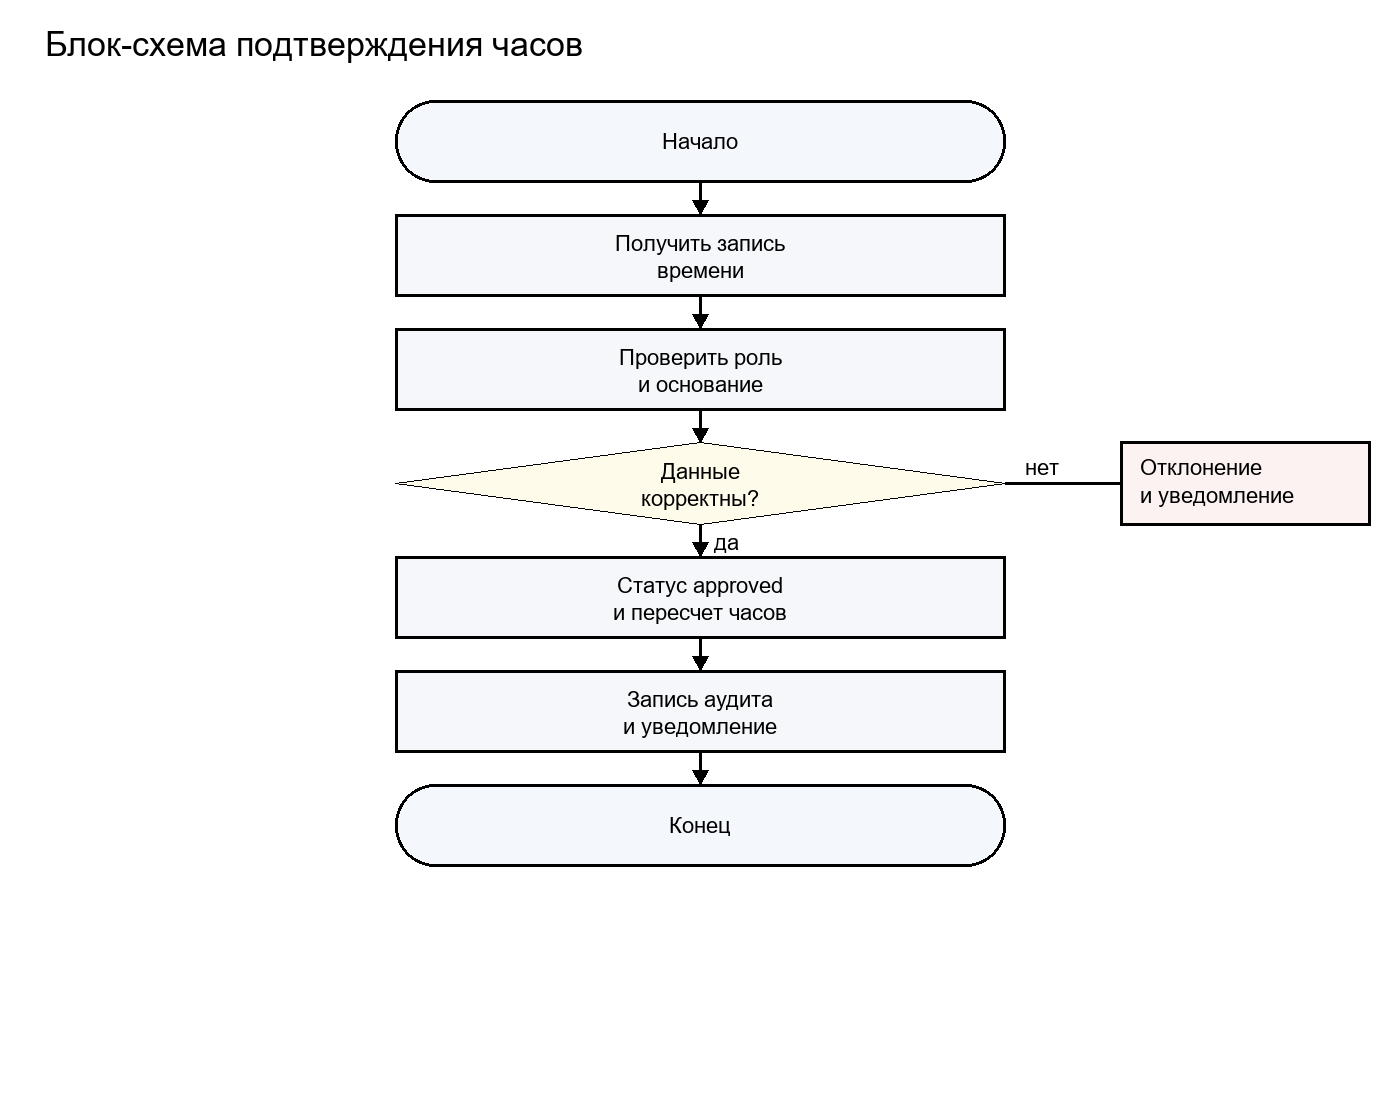 Блок-схема подтверждения часов
Начало
Получить запись
времени
Проверить роль
и основание
Данные
корректны?
нет
Отклонение
и уведомление
да
Статус approved
и пересчет часов
Запись аудита
и уведомление
Конец